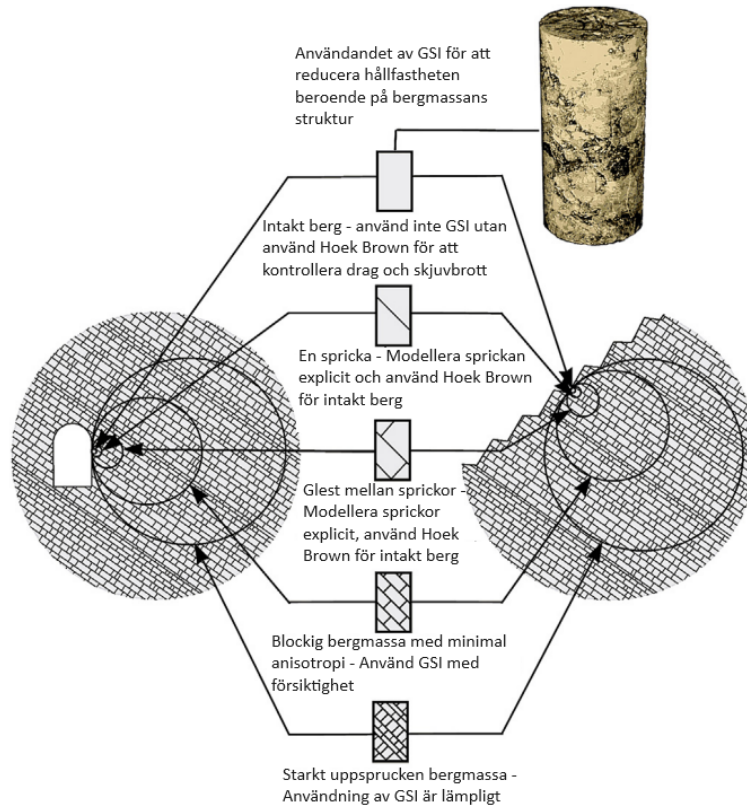 Användandet av GSI för att
reducera hållfastheten
beroende på bergmassans
struktur
Intakt berg - använd inte GSI utan
använd Hoek Brown för att
kontrollera drag och skjuvbrott
En spricka - Modellera sprickan
explicit och använd Hoek Brown
för intakt berg
Glest mellan sprickor -
Modellera sprickor
explicit, använd Hoek
Brown för intakt berg
Blockig bergmassa med minimal
anisotropi - Använd GSI med
försiktighet
Starkt uppsprucken bergmassa -
Användning av GSI är lämpligt